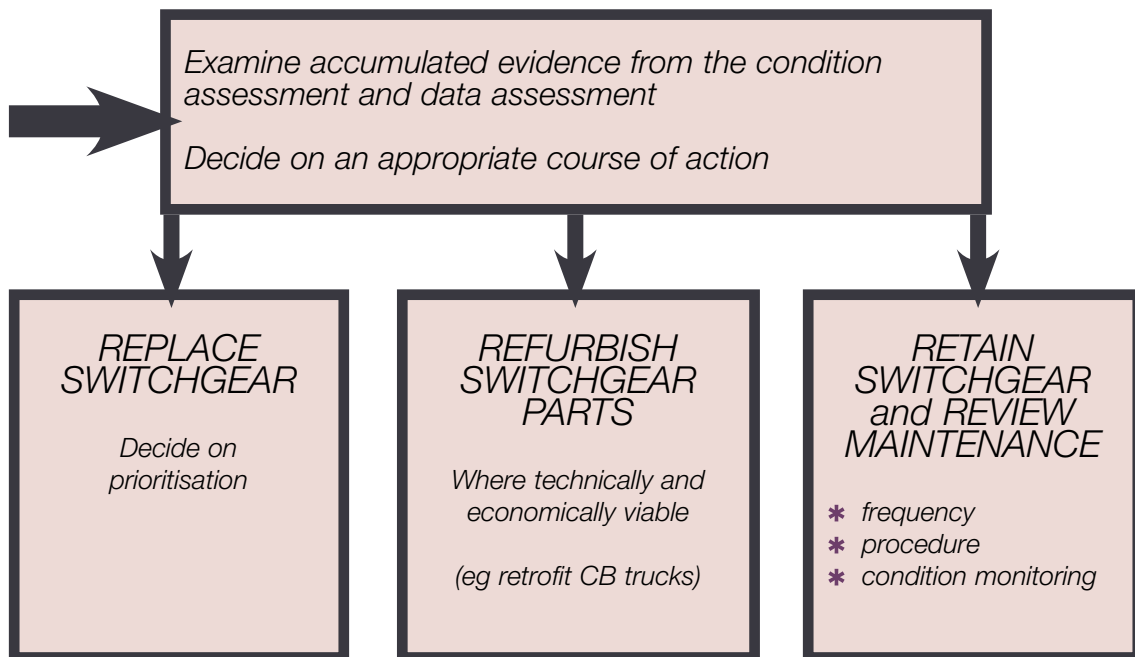 Examine accumulated evidence from the condition
assessment and data assessment
Decide on an appropriate course of action
REPLACE
SWITCHGEAR
Decide on
prioritisation
REFURBISH
SWITCHGEAR
PARTS
Where technically and
economically viable
(eg retrofit CB trucks)
RETAIN
SWITCHGEAR
and REVIEW
MAINTENANCE
* frequency
* procedure
* condition monitoring